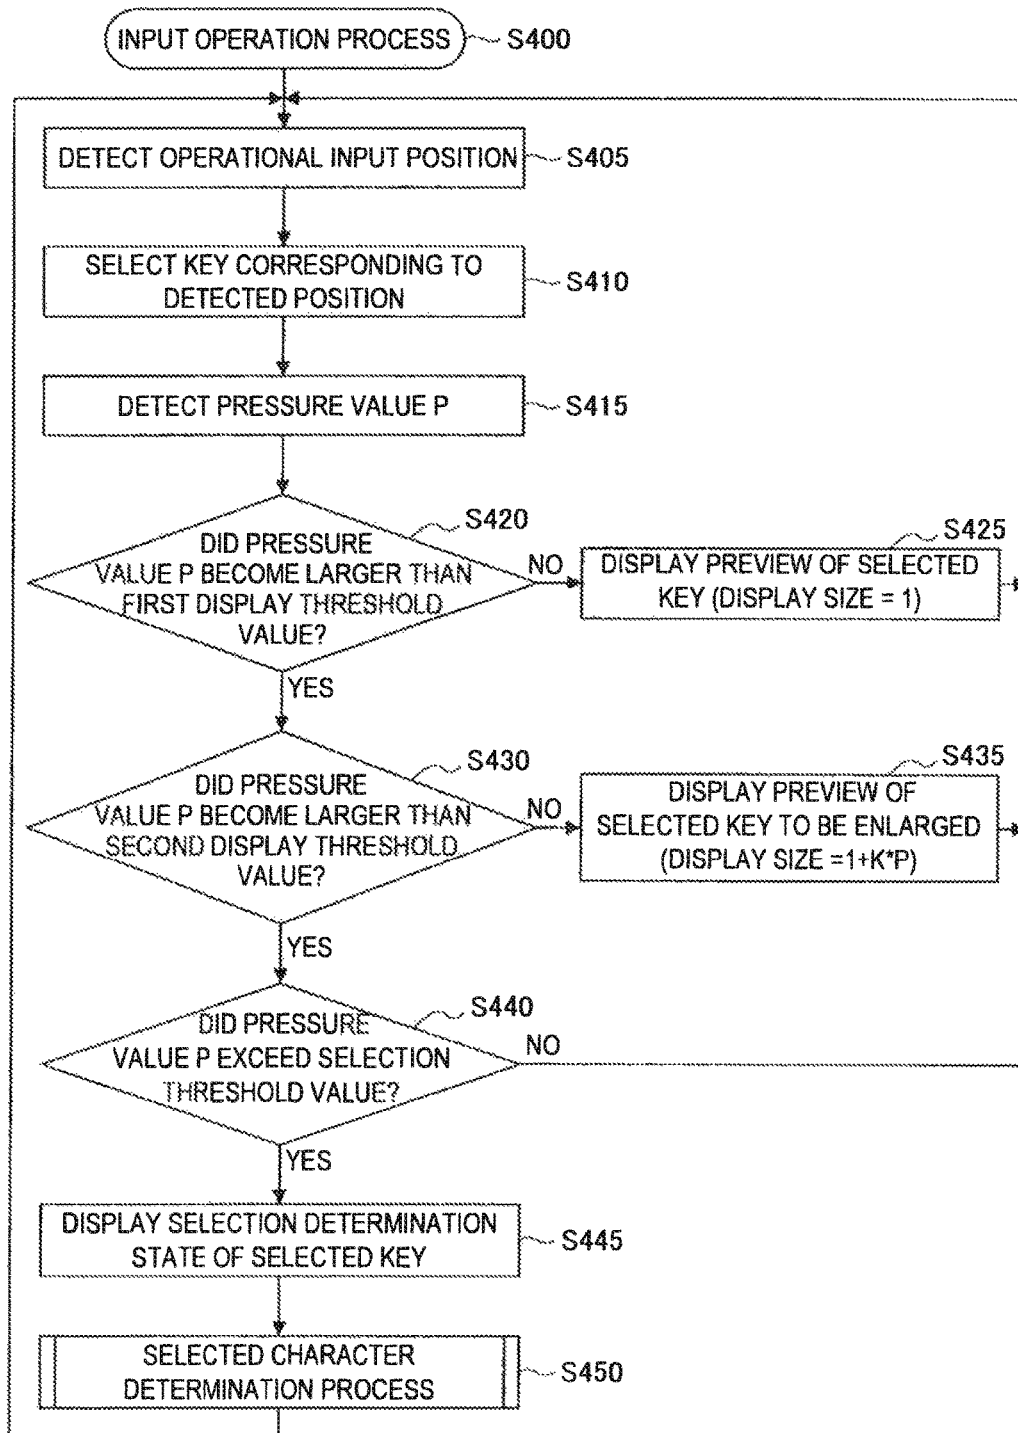 INPUT OPERATION PROCESS
S400
DETECT OPERATIONAL INPUT POSITION
S405
SELECT KEY CORRESPONDING TO
DETECTED POSITION
S410
DETECT PRESSURE VALUE P
S415
S420
DID PRESSURE
VALUE P BECOME LARGER THAN
FIRST DISPLAY THRESHOLD
VALUE?
NO
S425
DISPLAY PREVIEW OF SELECTED
KEY (DISPLAY SIZE = 1)
YES
S430
DID PRESSURE
VALUE P BECOME LARGER THAN
SECOND DISPLAY THRESHOLD
VALUE?
NO
S435
DISPLAY PREVIEW OF
SELECTED KEY TO BE ENLARGED
(DISPLAY SIZE =1+K*P)
YES
S440
DID PRESSURE
VALUE P EXCEED SELECTION
THRESHOLD VALUE?
NO
YES
DISPLAY SELECTION DETERMINATION
STATE OF SELECTED KEY
S445
SELECTED CHARACTER
DETERMINATION PROCESS
S450